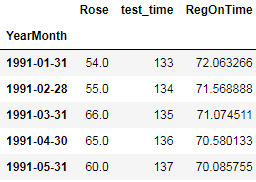 Rose test_time RegOnTime
YearMonth
1991-01-31 54.0 133 72.063266
1991-02-28 55.0 134 71.568888
1991-03-31 66.0 135 71.074511
1991-04-30 65.0 136 70.580133
1991-05-31 60.0 137 70.085755